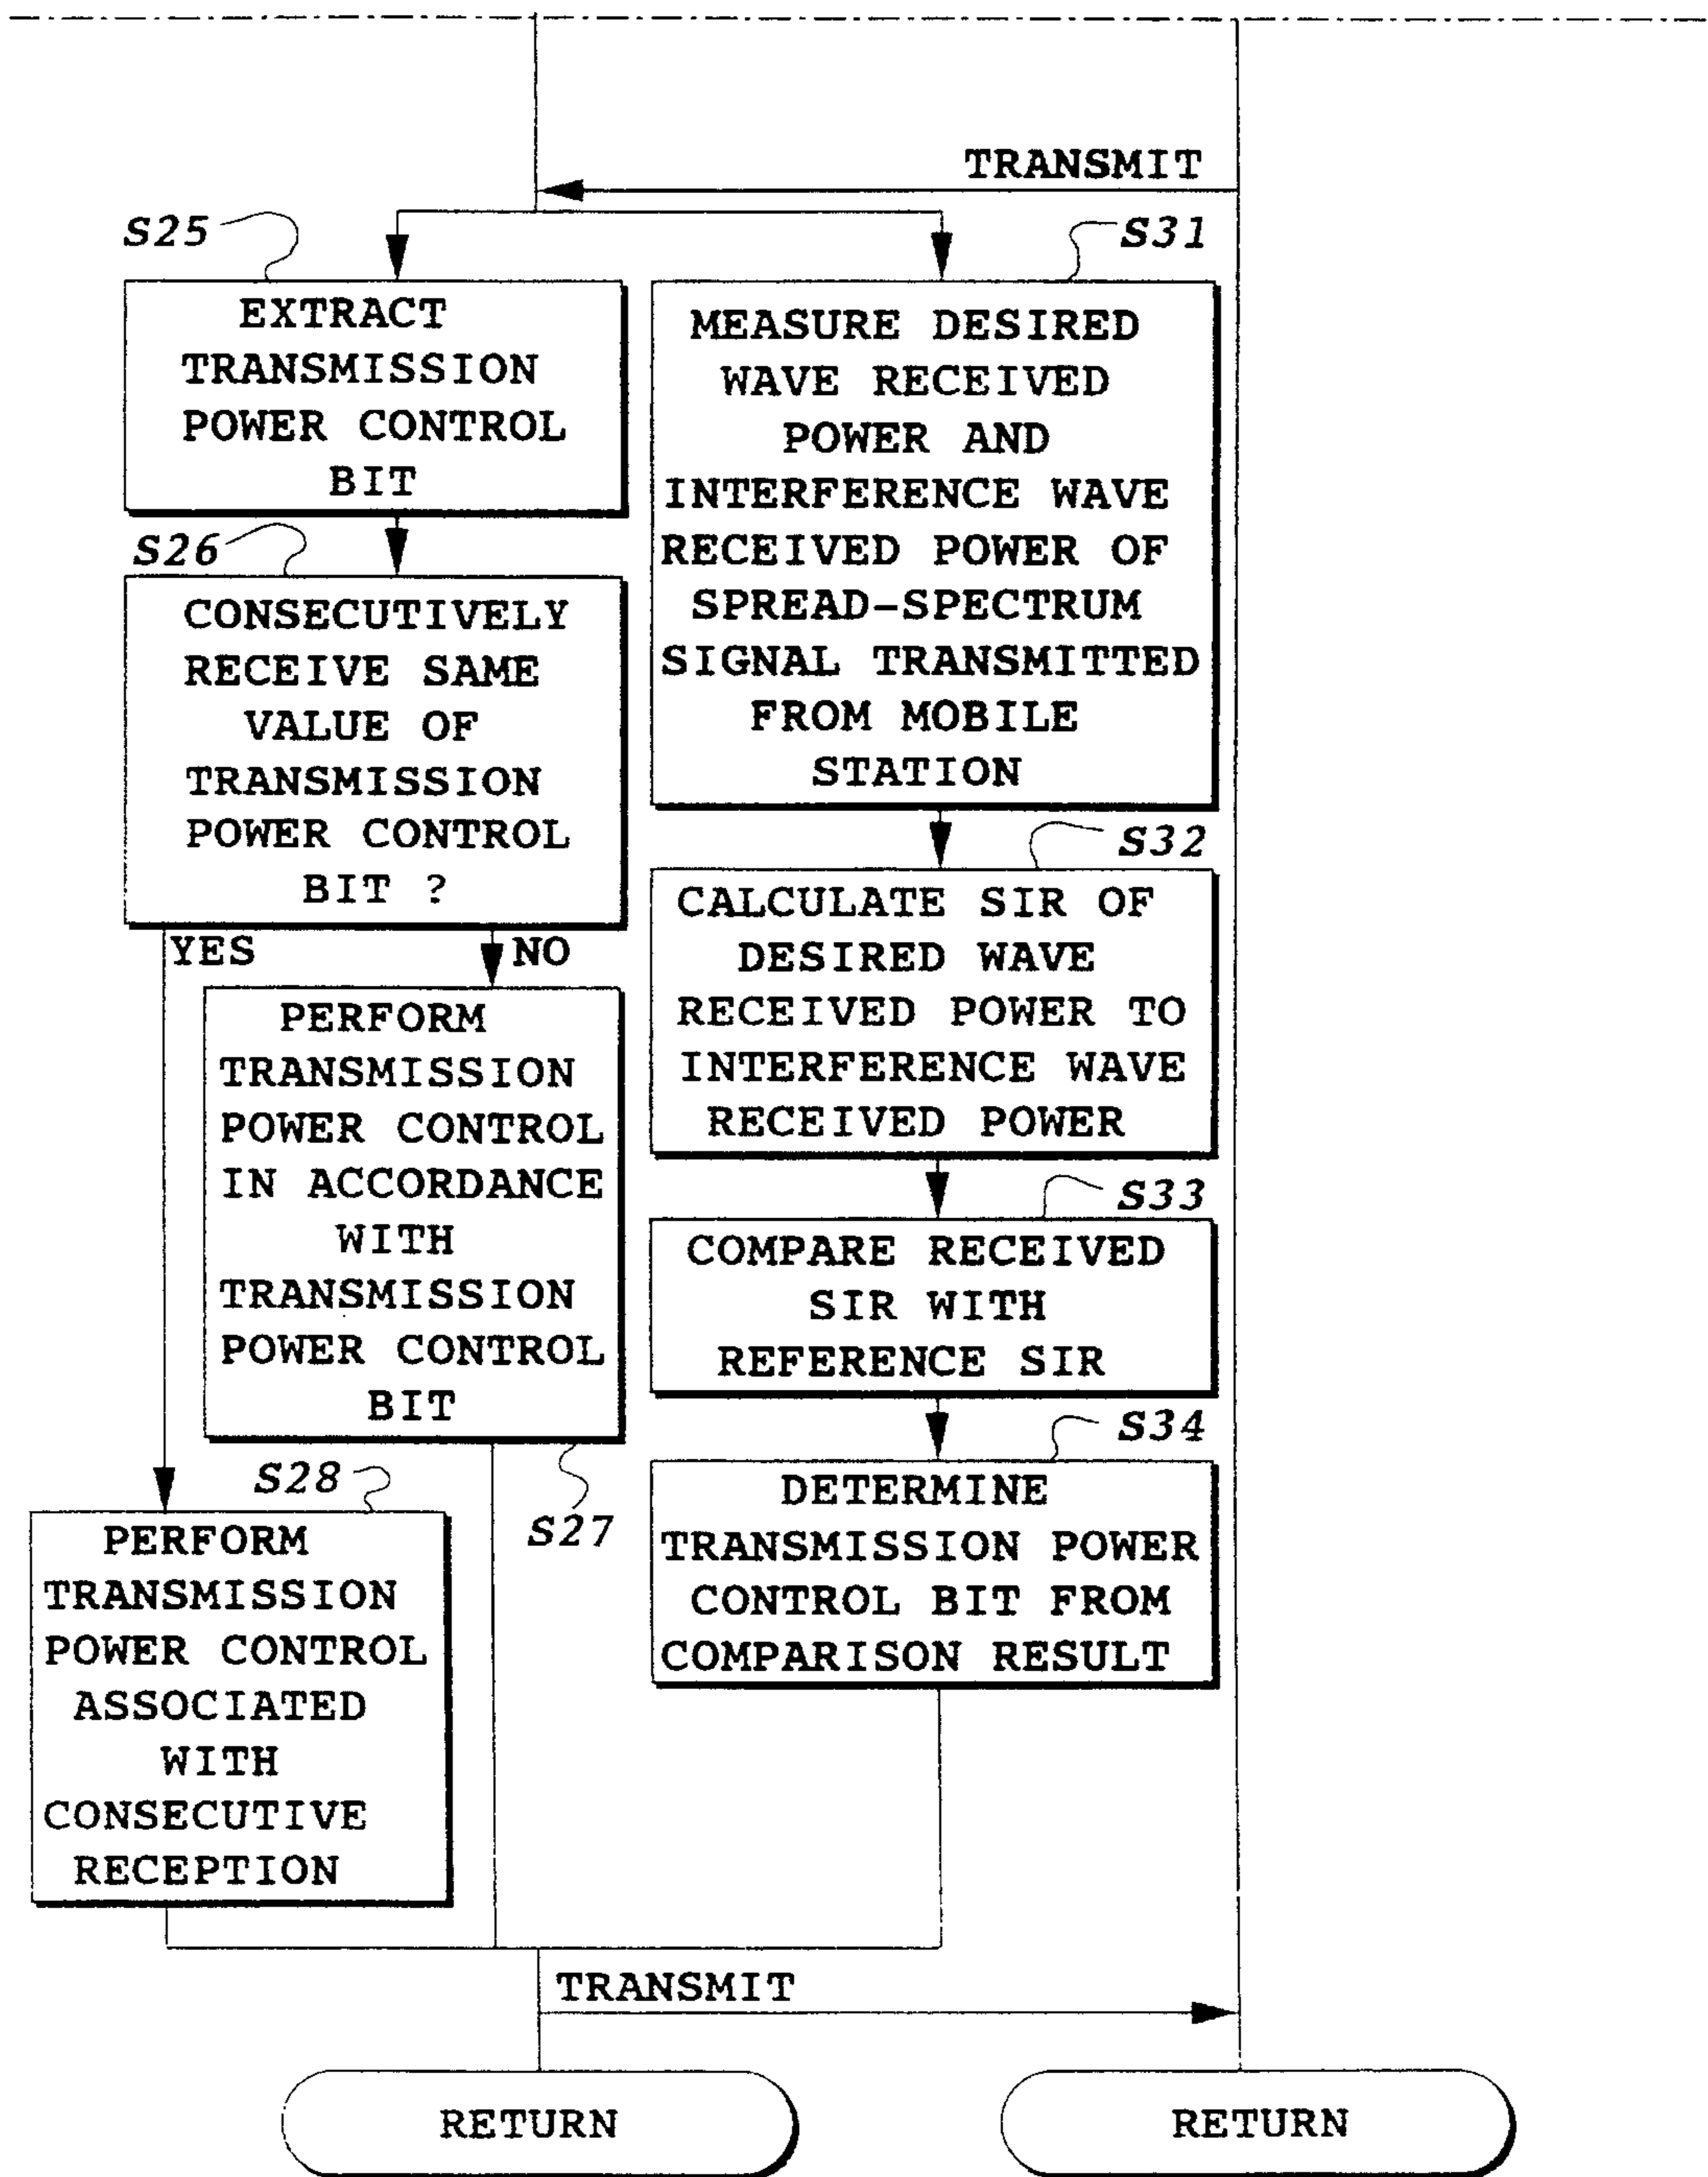 TRANSMIT
S25
EXTRACT
TRANSMISSION
POWER CONTROL
BIT
S26
CONSECUTIVELY
RECEIVE SAME
VALUE OF
TRANSMISSION
POWER CONTROL
BIT ?
YES
NO
PERFORM
TRANSMISSION
POWER CONTROL
IN ACCORDANCE
WITH
TRANSMISSION
POWER CONTROL
BIT
S27
S28
PERFORM
TRANSMISSION
POWER CONTROL
ASSOCIATED
WITH
CONSECUTIVE
RECEPTION
S31
MEASURE DESIRED
WAVE RECEIVED
POWER AND
INTERFERENCE WAVE
RECEIVED POWER OF
SPREAD-SPECTRUM
SIGNAL TRANSMITTED
FROM MOBILE
STATION
S32
CALCULATE SIR OF
DESIRED WAVE
RECEIVED POWER TO
INTERFERENCE WAVE
RECEIVED POWER
S33
COMPARE RECEIVED
SIR WITH
REFERENCE SIR
S34
DETERMINE
TRANSMISSION POWER
CONTROL BIT FROM
COMPARISON RESULT
TRANSMIT
RETURN
RETURN